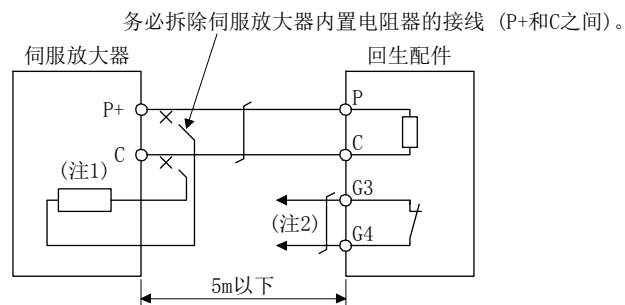 务必拆除伺服放大器内置电阻器的接线 (P+和C之间)。
伺服放大器
回生配件
P+
P
C
C
(注1)
G3
(注2)
G4
5m以下